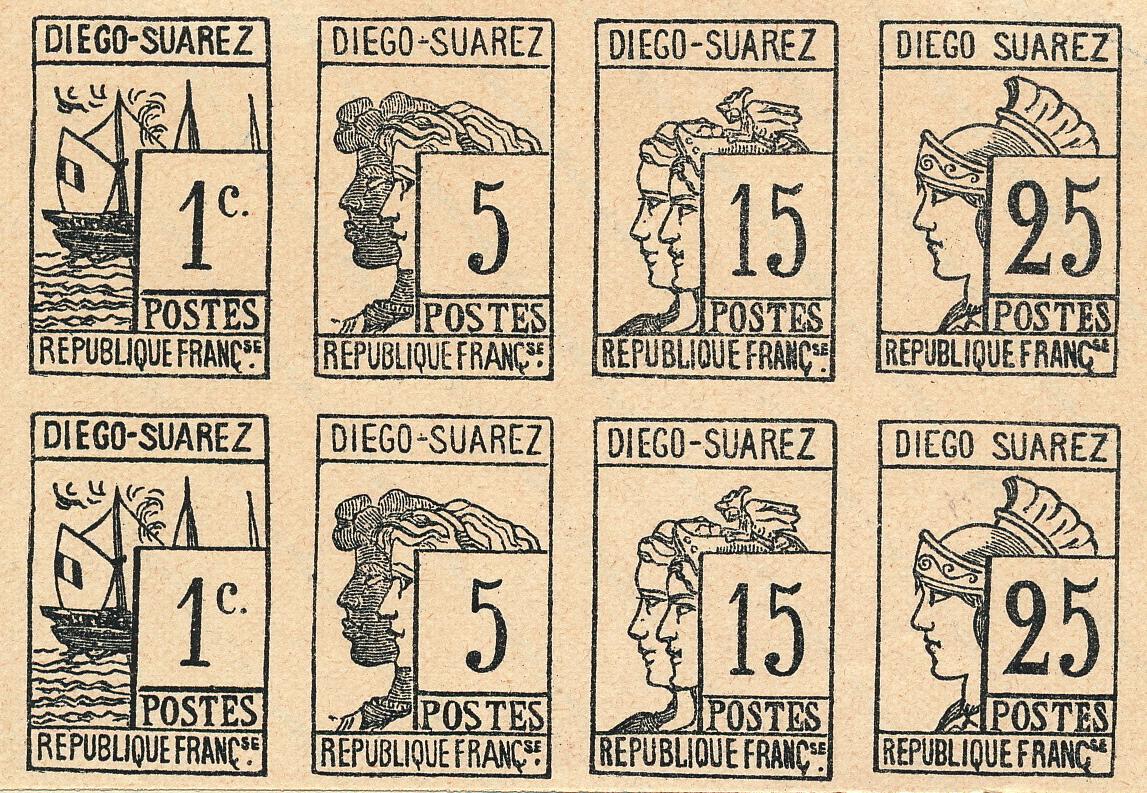 DIEGO-SUAREZ
1c.
POSTES
REPUBLIQUE FRANÇSE.
DIEGO-SUAREZ
5
POSTES
REPUBLIQUE FRANÇSE.
DIEGO-SUAREZ
15
POSTES
REPUBLIQUE FRANÇSE.
DIEGO SUAREZ
25
POSTES
REPUBLIQUE FRANÇSE
DIEGO-SUAREZ
1c.
POSTES
REPUBLIQUE FRANÇSE.
DIEGO-SUAREZ
5
POSTES
REPUBLIQUE FRANÇSE.
DIEGO-SUAREZ
15
POSTES
REPUBLIQUE FRANÇSE.
DIEGO SUAREZ
25
POSTES
REPUBLIQUE FRANÇSE